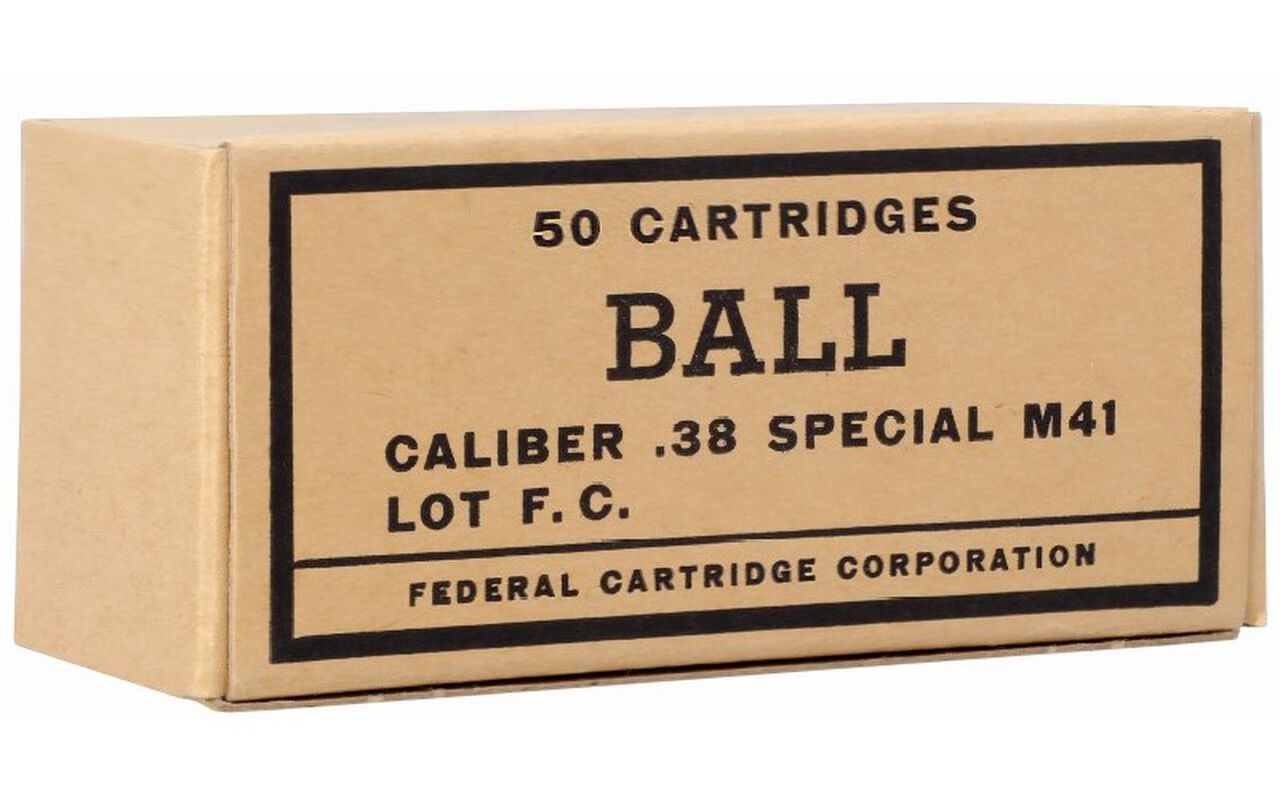 50 CARTRIDGES
BALL
CALIBER .38 SPECIAL M41
LOT F.C.
FEDERAL CARTRIDGE CORPORATION